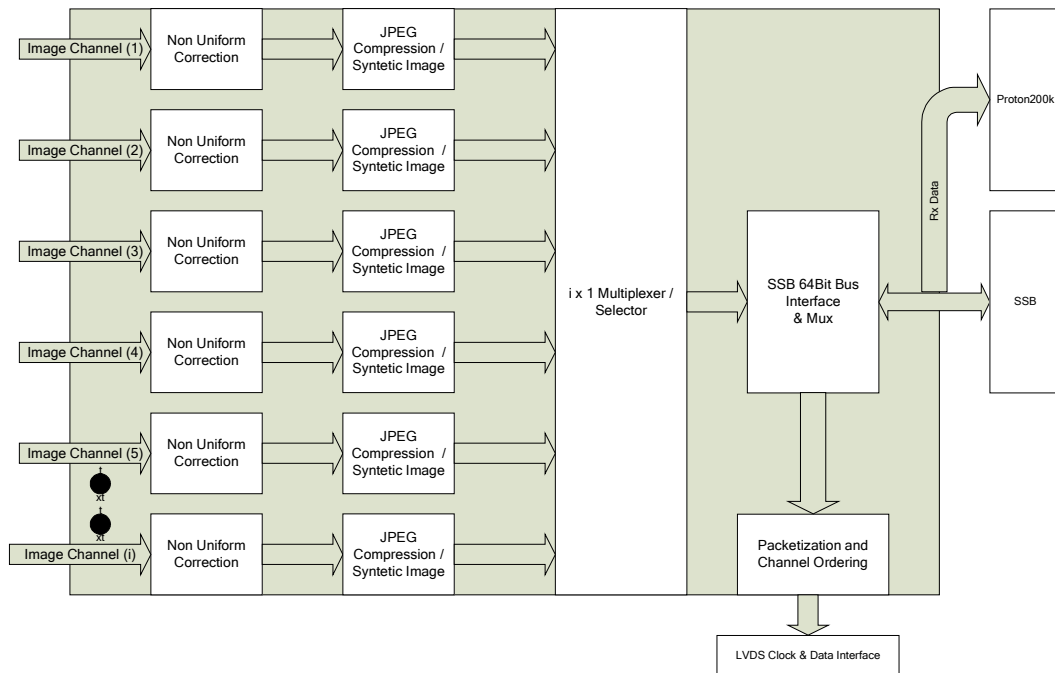 Image Channel (1)
Non Uniform
Correction
JPEG
Compression /
Syntetic Image
Image Channel (2)
Non Uniform
Correction
JPEG
Compression /
Syntetic Image
Image Channel (3)
Non Uniform
Correction
JPEG
Compression /
Syntetic Image
Image Channel (4)
Non Uniform
Correction
JPEG
Compression /
Syntetic Image
Image Channel (5)
Non Uniform
Correction
JPEG
Compression /
Syntetic Image
Image Channel (i)
Non Uniform
Correction
JPEG
Compression /
Syntetic Image
i x 1 Multiplexer /
Selector
SSB 64Bit Bus
Interface
& Mux
Rx Data
Proton200k
SSB
Packetization and
Channel Ordering
LVDS Clock & Data Interface